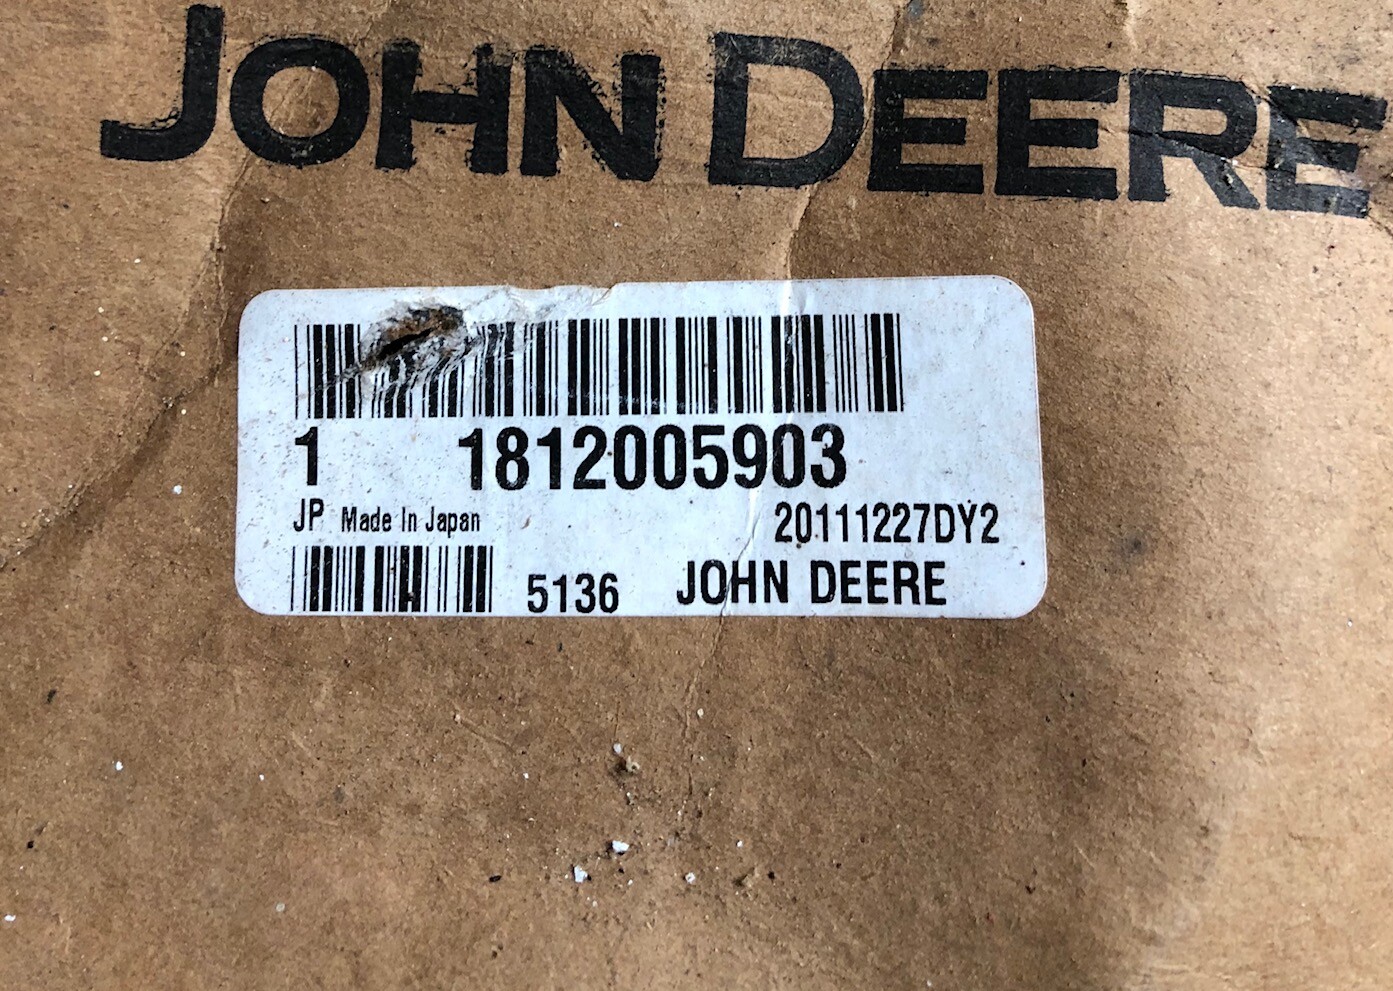 JOHN DEERE
1 1812005903
JP Made In Japan 20111227DY2
5136 JOHN DEERE